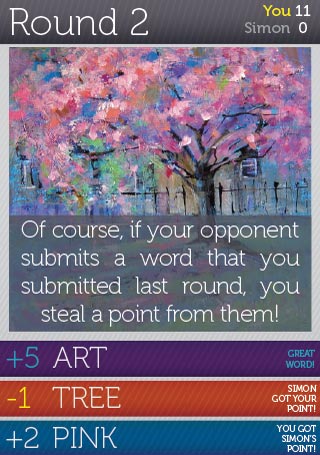 Round 2
You 11
Simon 0
Of course, if your opponent
submits a word that you
submitted last round, you
steal a point from them!
+5 ART
GREAT
WORD!
-1 TREE
SIMON
GOT YOUR
POINT!
+2 PINK
YOU GOT
SIMON'S
POINT!